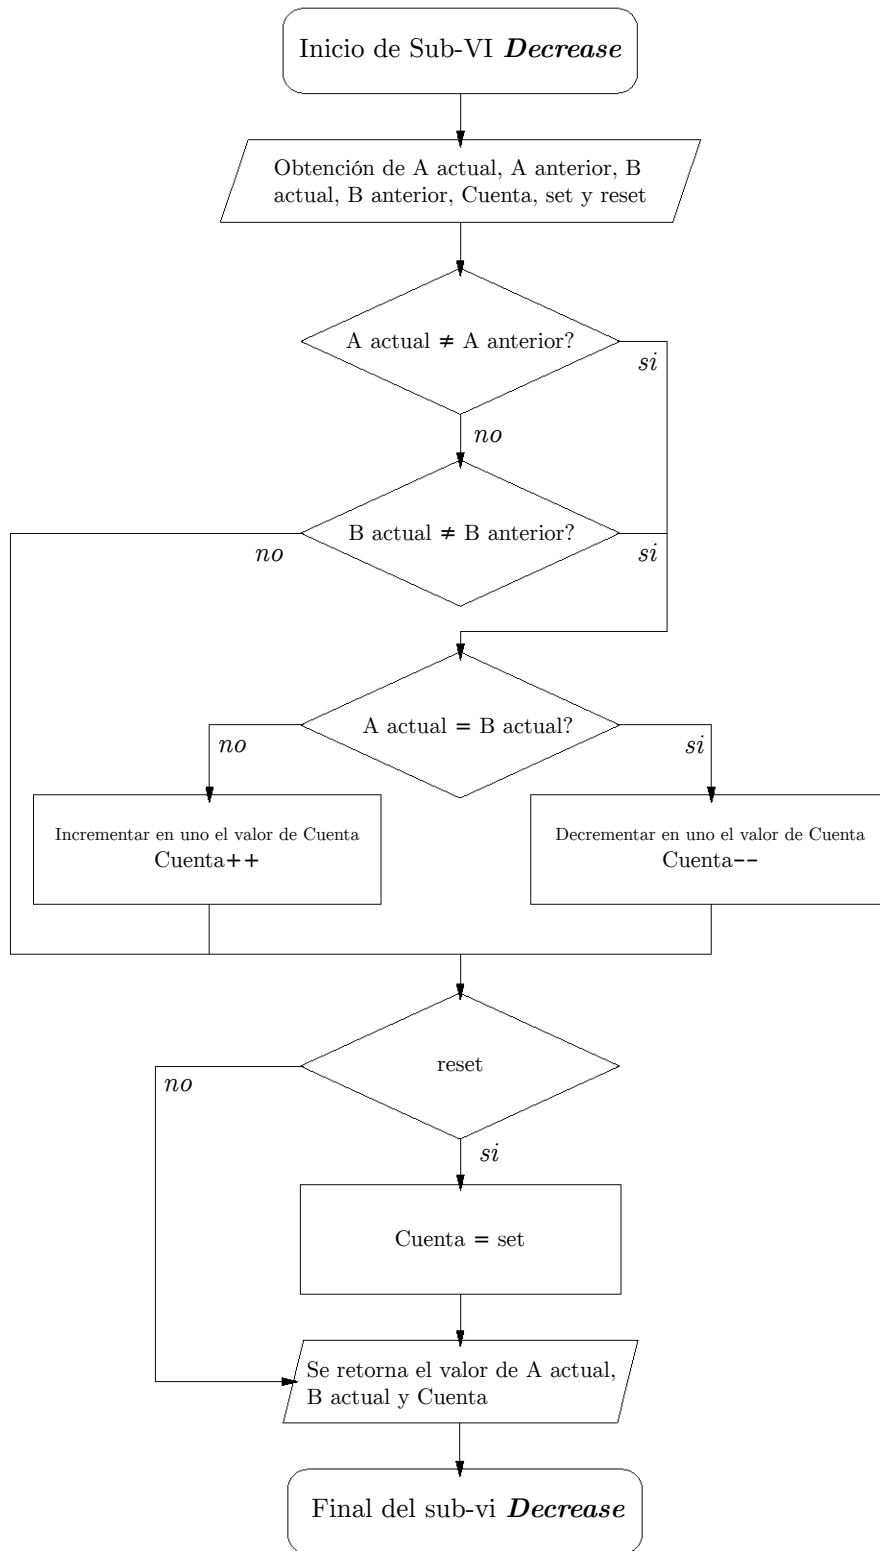 Inicio de Sub-VI Decrease
Obtención de A actual, A anterior, B
actual, B anterior, Cuenta, set y reset
A actual ≠ A anterior?
si
no
B actual ≠ B anterior?
no
si
A actual = B actual?
no
si
Incrementar en uno el valor de Cuenta
Cuenta++
Decrementar en uno el valor de Cuenta
Cuenta--
reset
no
si
Cuenta = set
Se retorna el valor de A actual,
B actual y Cuenta
Final del sub-vi Decrease